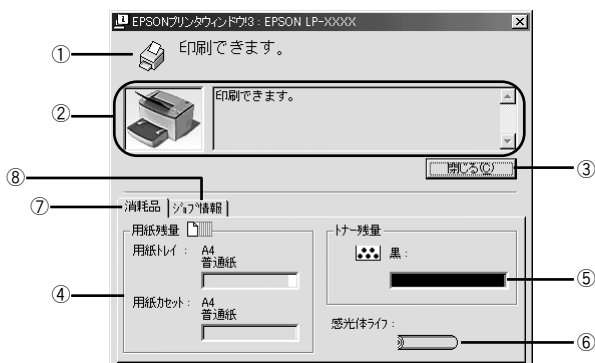 EPSONプリンタウィンドウ!3 : EPSON LP-XXXX
① 印刷できます。
② 印刷できます。
閉じる(C) ③
⑧
⑦ 消耗品 ジョブ情報
用紙残量
トナー残量
用紙トレイ : A4
普通紙
黒 :
④
⑤
用紙カセット : A4
普通紙
感光体ライフ :
⑥